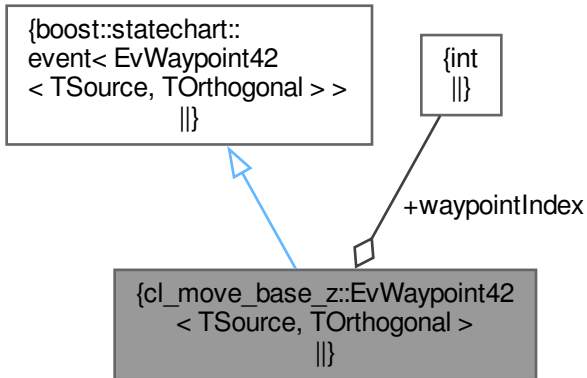 {boost::statechart::
event< EvWaypoint42
< TSource, TOrthogonal > >
||}
{int
||}
+waypointIndex
{cl_move_base_z::EvWaypoint42
< TSource, TOrthogonal >
||}